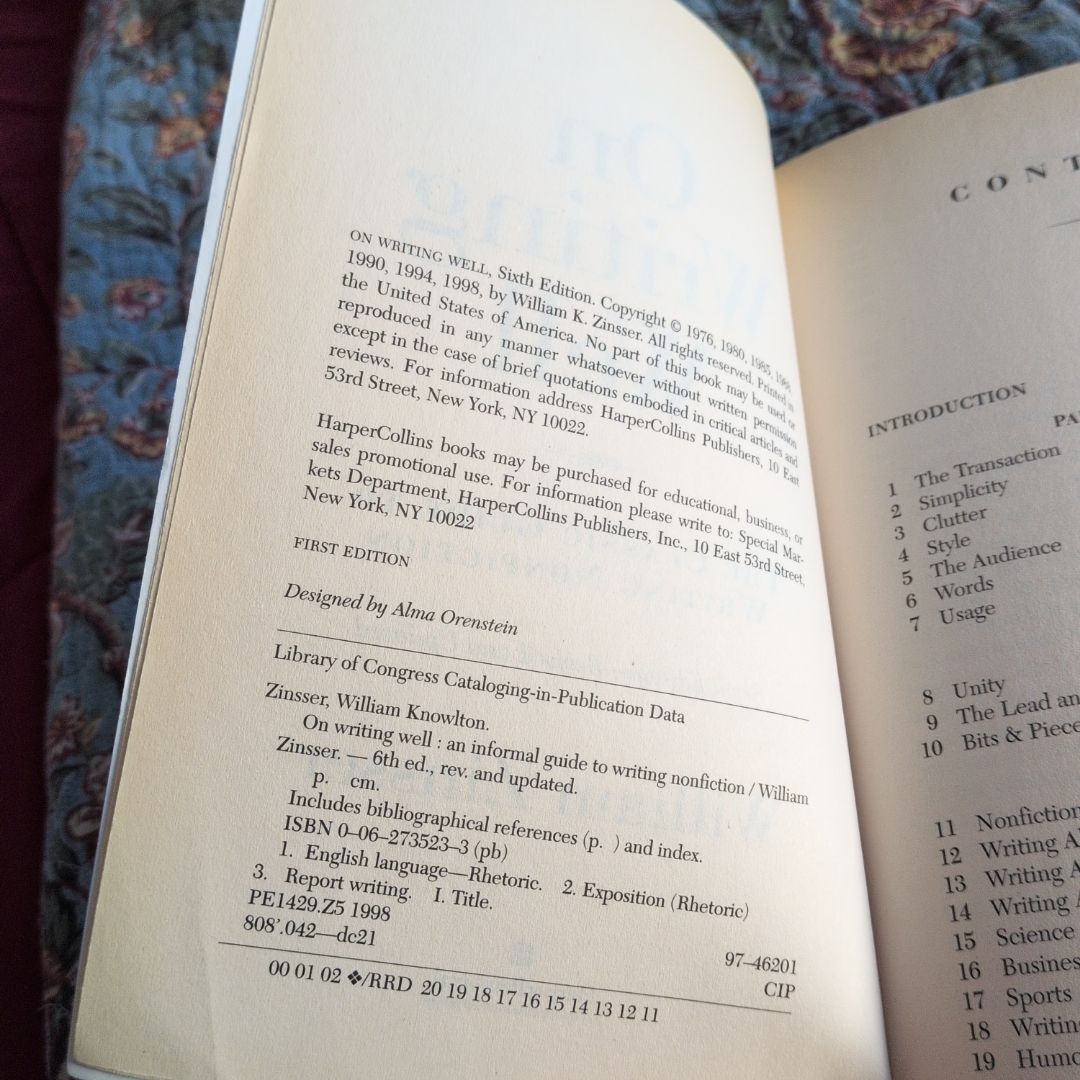 ON WRITING WELL, Sixth Edition. Copyright © 1976, 1980, 1985, 1988,
1990, 1994, 1998, by William K. Zinsser. All rights reserved. Printed in
the United States of America. No part of this book may be used or
reproduced in any manner whatsoever without written permission
except in the case of brief quotations embodied in critical articles and
reviews. For information address HarperCollins Publishers, 10 East
53rd Street, New York, NY 10022.
HarperCollins books may be purchased for educational, business, or
sales promotional use. For information please write to: Special Mar-
kets Department, HarperCollins Publishers, Inc., 10 East 53rd Street,
New York, NY 10022
FIRST EDITION
Designed by Alma Orenstein
Library of Congress Cataloging-in-Publication Data
Zinsser, William Knowlton.
On writing well : an informal guide to writing nonfiction / William
Zinsser. — 6th ed., rev. and updated.
p. cm.
Includes bibliographical references (p. ) and index.
ISBN 0–06–273523–3 (pb)
1. English language—Rhetoric. 2. Exposition (Rhetoric)
3. Report writing. I. Title.
PE1429.Z5 1998
808'.042—dc21
97–46201
CIP
00 01 02 ❖/RRD 20 19 18 17 16 15 14 13 12 11
CONT
INTRODUCTION
PA
1 The Transaction
2 Simplicity
3 Clutter
4 Style
5 The Audience
6 Words
7 Usage
8 Unity
9 The Lead an
10 Bits & Piece
11 Nonfiction
12 Writing A
13 Writing A
14 Writing A
15 Science
16 Busines
17 Sports
18 Writin
19 Humo